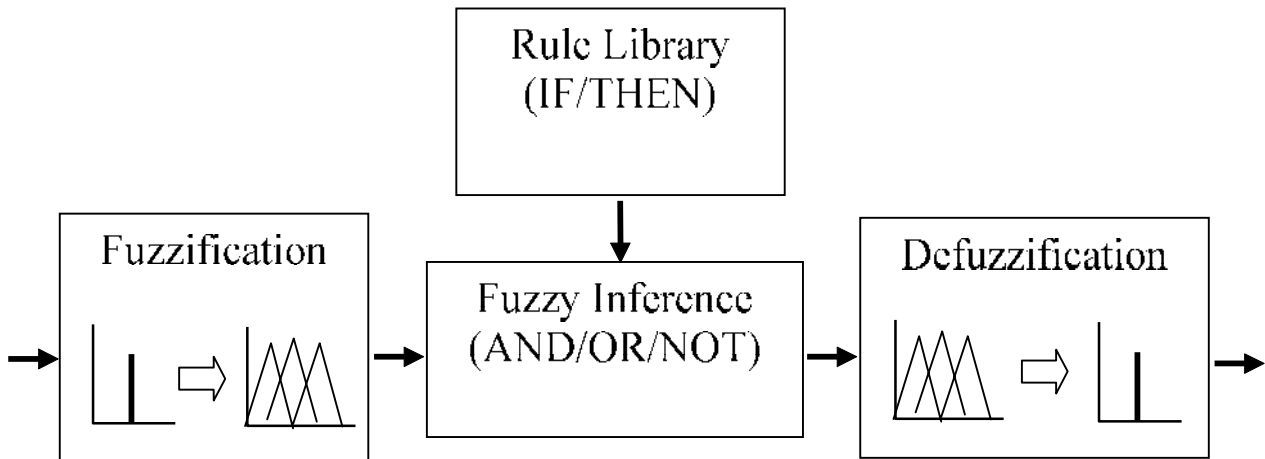 Rule Library
(IF/THEN)
Fuzzification
Fuzzy Inference
(AND/OR/NOT)
Defuzzification